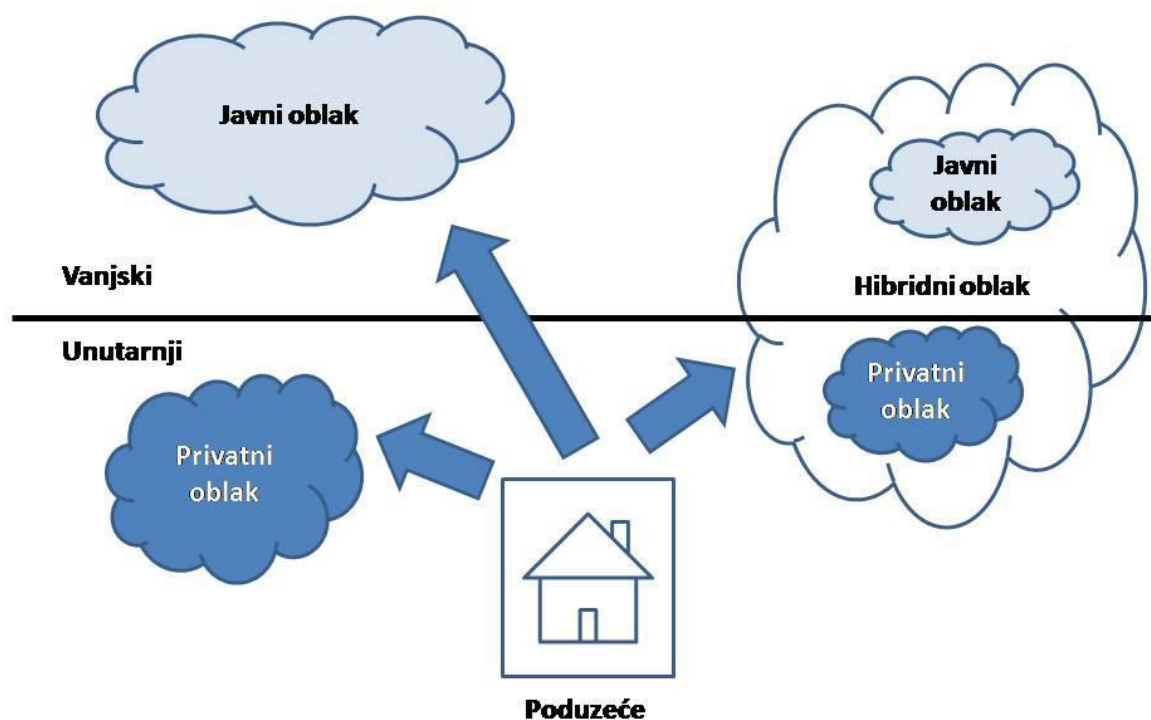 Javni oblak
Javni
oblak
Vanjski
Hibridni oblak
Unutarnji
Privatni
oblak
Privatni
oblak
Poduzeće